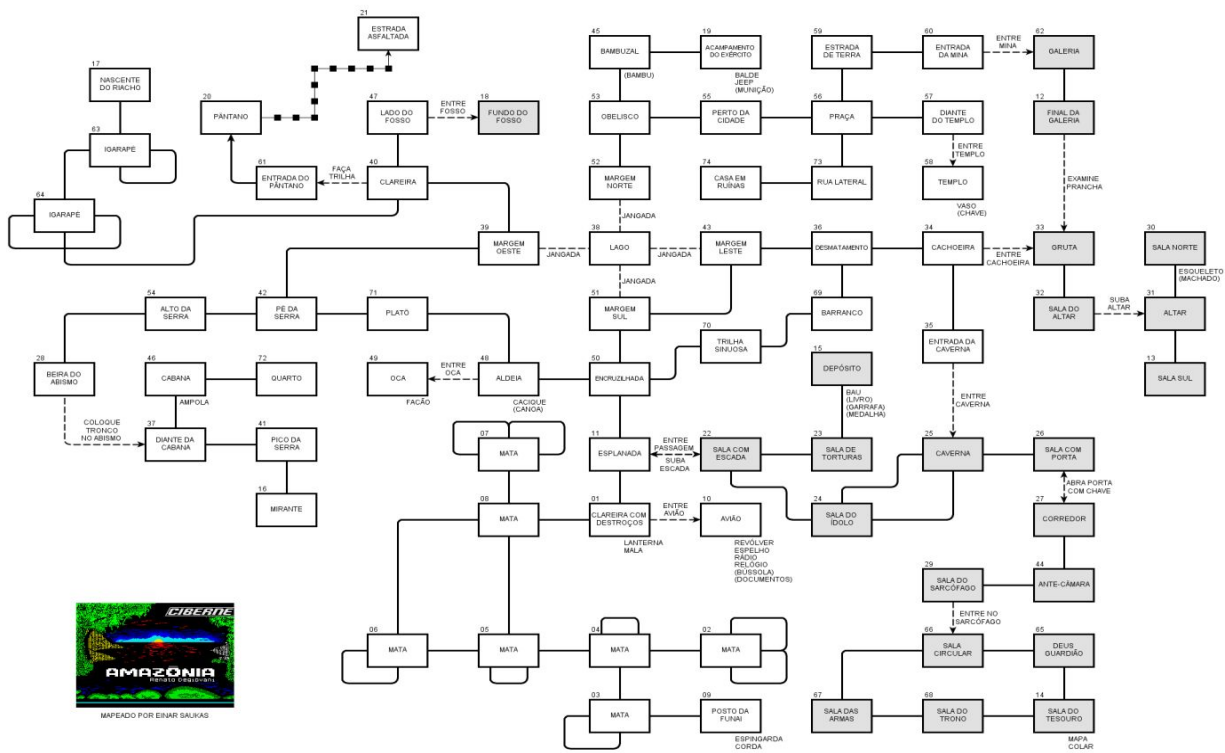 21
ESTRADA
ASFALTADA
45
BAMBUZAL
(BAMBU)
19
ACAMPAMENTO
DO EXÉRCITO
BALDE
JEEP
(MUNIÇÃO)
59
ESTRADA
DE TERRA
60
ENTRADA
DA MINA
ENTRE
MINA
62
GALERIA
17
NASCENTE
DO RIACHO
20
PÂNTANO
47
LADO DO
FOSSO
ENTRE
FOSSO
18
FUNDO DO
FOSSO
53
OBELISCO
55
PERTO DA
CIDADE
56
PRAÇA
57
DIANTE
DO TEMPLO
12
FINAL DA
GALERIA
63
IGARAPÉ
ENTRE
TEMPLO
61
ENTRADA DO
PÂNTANO
FAÇA
TRILHA
40
CLAREIRA
52
MARGEM
NORTE
74
CASA EM
RUÍNAS
73
RUA LATERAL
58
TEMPLO
VASO
(CHAVE)
EXAMINE
PRANCHA
64
IGARAPÉ
JANGADA
39
MARGEM
OESTE
JANGADA
38
LAGO
JANGADA
43
MARGEM
LESTE
36
DESMATAMENTO
34
CACHOEIRA
ENTRE
CACHOEIRA
33
GRUTA
30
SALA NORTE
ESQUELETO
(MACHADO)
JANGADA
54
ALTO DA
SERRA
42
PÉ DA
SERRA
71
PLATÔ
51
MARGEM
SUL
69
BARRANCO
32
SALA DO
ALTAR
SUBA
ALTAR
31
ALTAR
70
TRILHA
SINUOSA
35
ENTRADA DA
CAVERNA
28
BEIRA DO
ABISMO
46
CABANA
AMPOLA
72
QUARTO
49
OCA
FACÃO
ENTRE
OCA
48
ALDEIA
CACIQUE
(CANOA)
50
ENCRUZILHADA
15
DEPÓSITO
BAU
(LIVRO)
(GARRAFA)
(MEDALHA)
13
SALA SUL
ENTRE
CAVERNA
COLOQUE
TRONCO
NO ABISMO
37
DIANTE DA
CABANA
41
PICO DA
SERRA
07
MATA
11
ESPLANADA
ENTRE
PASSAGEM
SUBA
ESCADA
22
SALA COM
ESCADA
23
SALA DE
TORTURAS
25
CAVERNA
26
SALA COM
PORTA
ABRA PORTA
COM CHAVE
16
MIRANTE
08
MATA
01
CLAREIRA COM
DESTROÇOS
LANTERNA
MALA
ENTRE
AVIÃO
10
AVIÃO
REVÓLVER
ESPELHO
RÁDIO
RELÓGIO
(BÚSSOLA)
(DOCUMENTOS)
24
SALA DO
ÍDOLO
27
CORREDOR
29
SALA DO
SARCÓFAGO
44
ANTE-CÂMARA
ENTRE NO
SARCÓFAGO
06
MATA
05
MATA
04
MATA
02
MATA
66
SALA
CIRCULAR
65
DEUS
GUARDIÃO
03
MATA
09
POSTO DA
FUNAI
ESPINGARDA
CORDA
67
SALA DAS
ARMAS
68
SALA DO
TRONO
14
SALA DO
TESOURO
MAPA
COLAR
CIBERNE
AMAZÔNIA
Renato Degiovani
MAPEADO POR EINAR SAUKAS